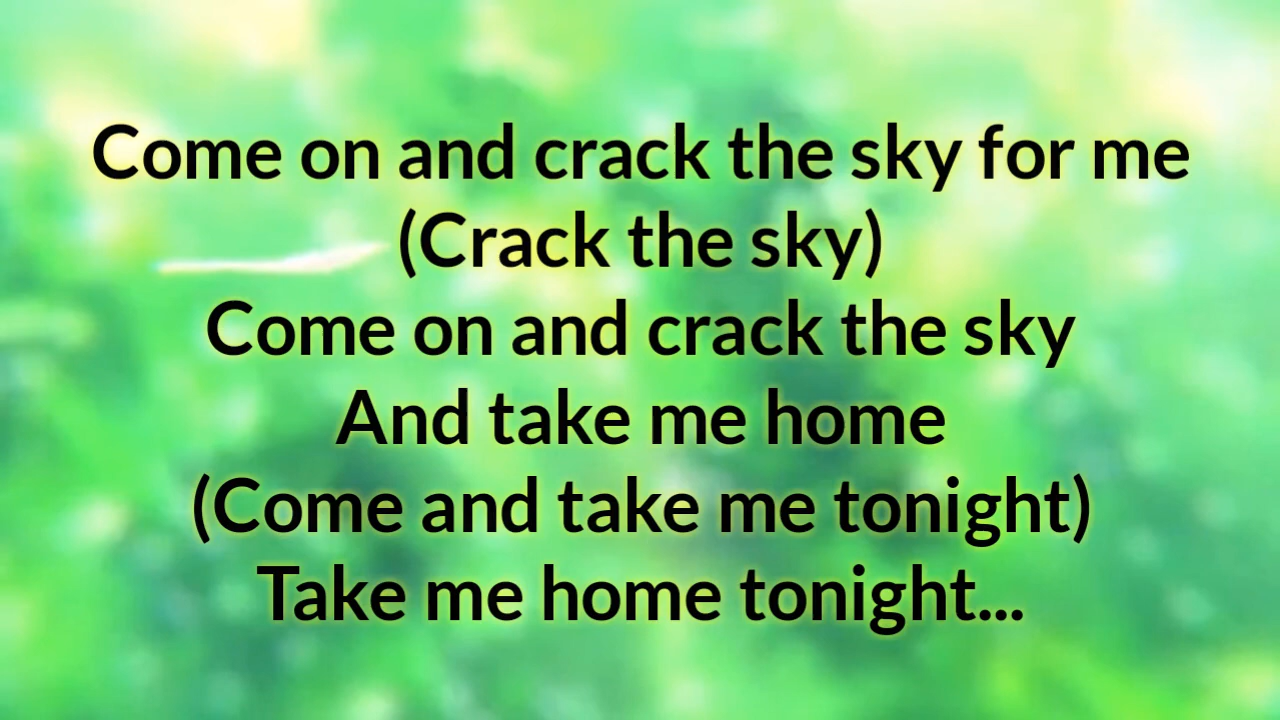 Come on and crack the sky for me
(Crack the sky)
Come on and crack the sky
And take me home
(Come and take me tonight)
Take me home tonight...